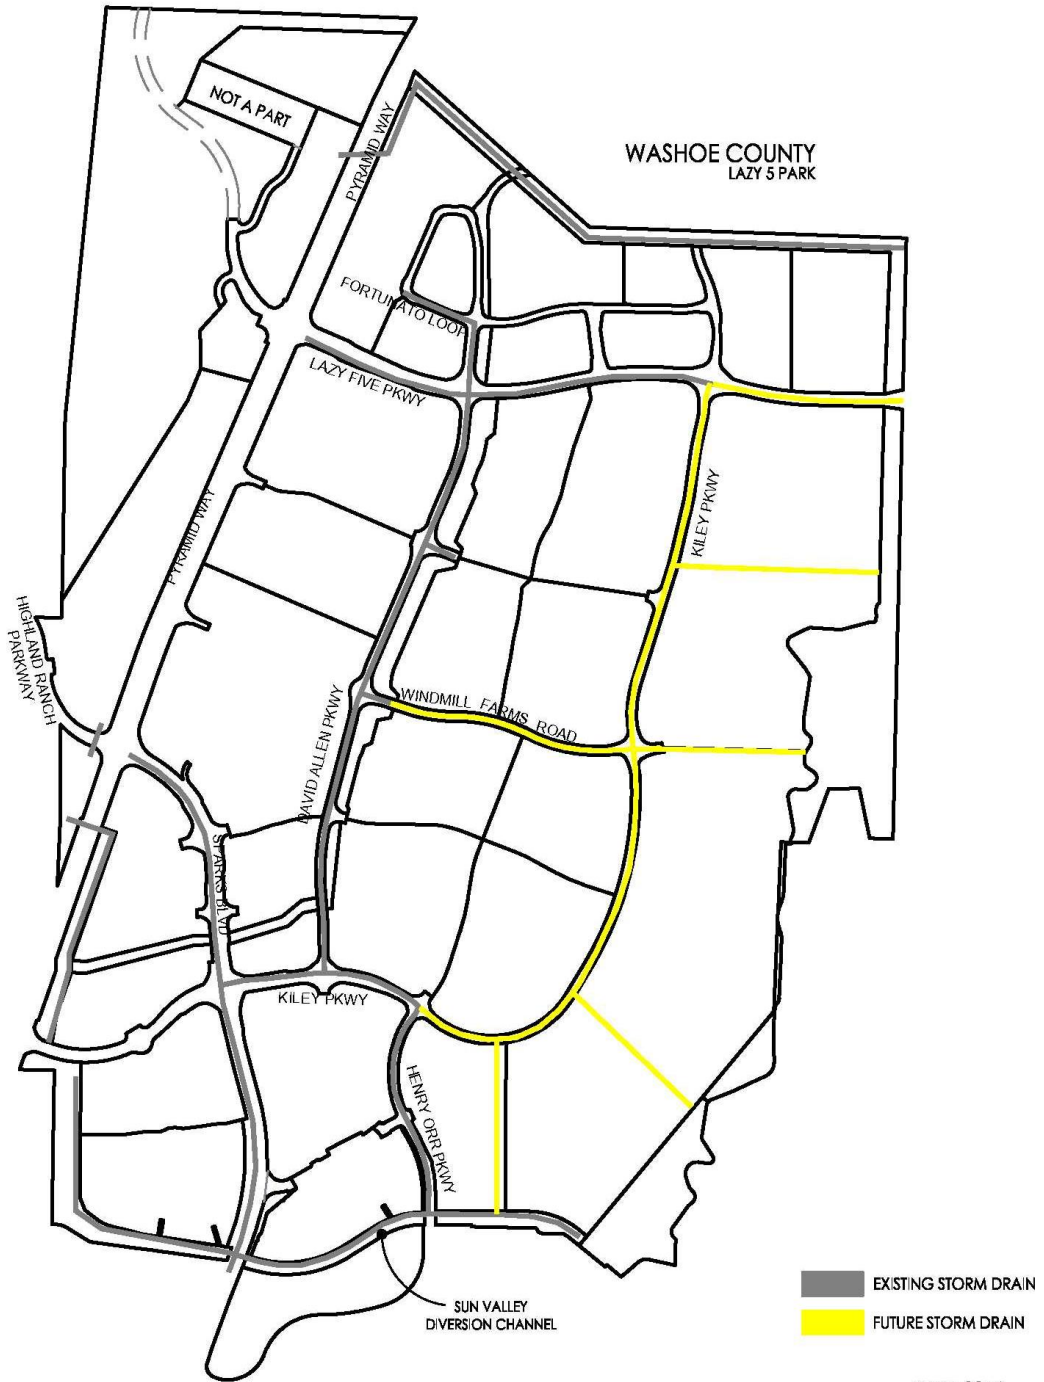 NOT A PART
PYRAMID WAY
WASHOE COUNTY
LAZY 5 PARK
FORTUNATO LOOP
LAZY FIVE PKWY
KILEY PKWY
PYRAMID WAY
HIGHLAND RANCH
PARKWAY
WINDMILL FARMS ROAD
DAVID ALLEN PKWY
SPARKS BLVD
KILEY PKWY
HENRY ORR PKWY
SUN VALLEY
DIVERSION CHANNEL
EXISTING STORM DRAIN
FUTURE STORM DRAIN